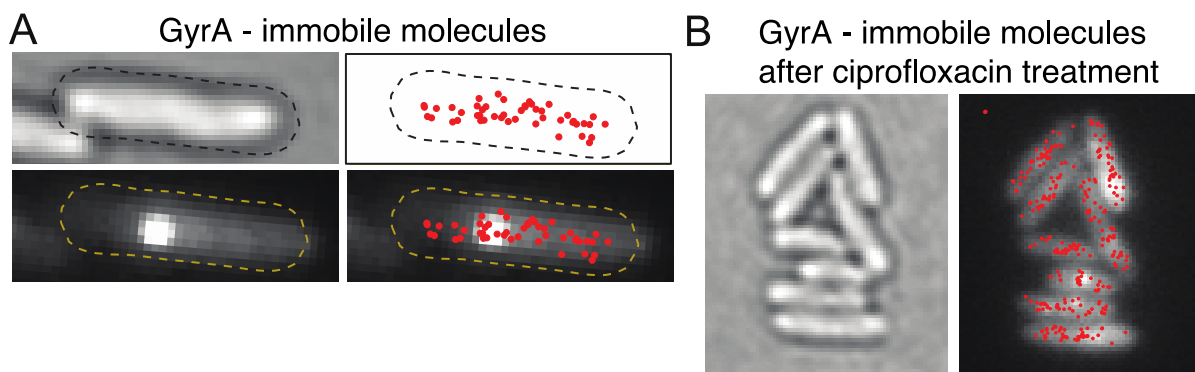 A
GyrA - immobile molecules
B
GyrA - immobile molecules
after ciprofloxacin treatment